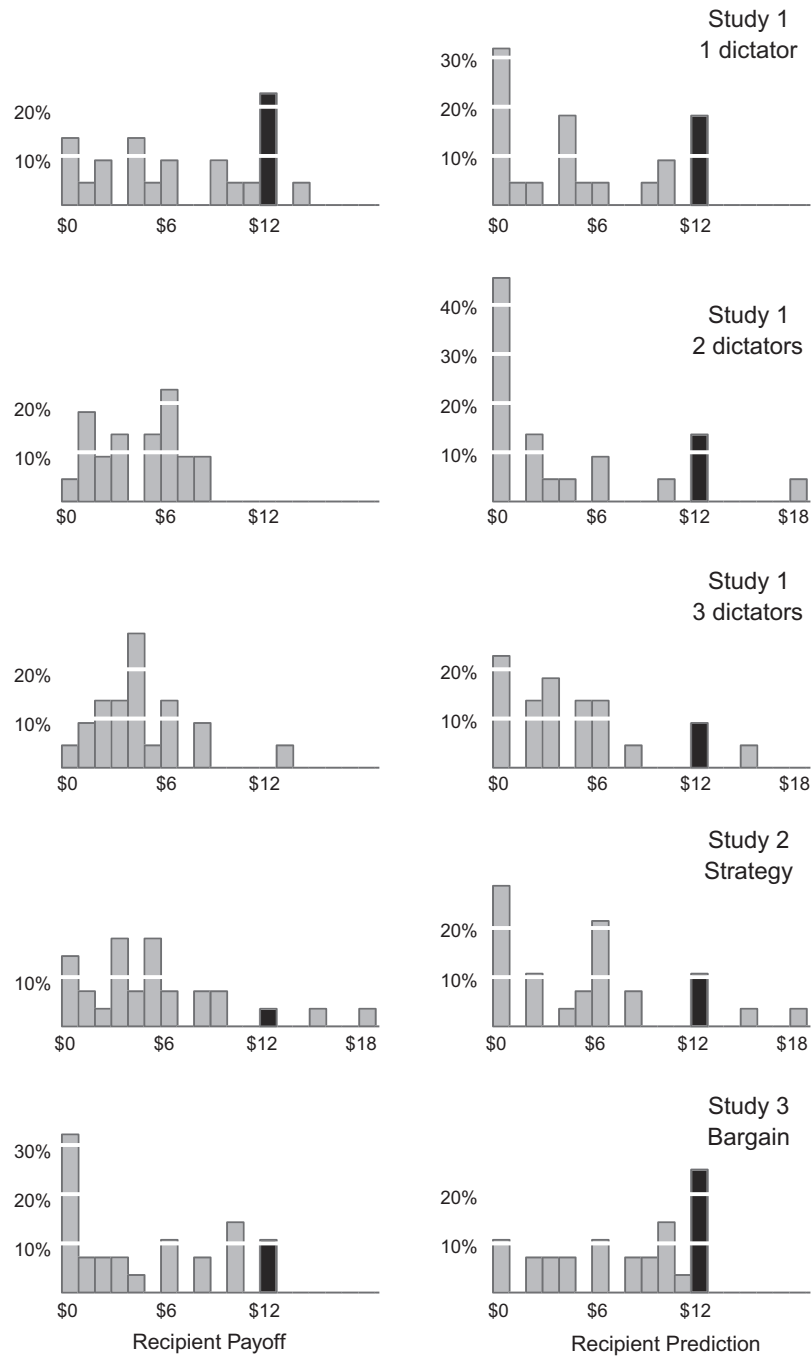 Study 1
1 dictator
20%
10%
$0 $6 $12
30%
20%
10%
$0 $6 $12
Study 1
2 dictators
20%
10%
$0 $6 $12
40%
30%
20%
10%
$0 $6 $12 $18
Study 1
3 dictators
20%
10%
$0 $6 $12
20%
10%
$0 $6 $12 $18
Study 2
Strategy
10%
$0 $6 $12 $18
20%
10%
$0 $6 $12 $18
Study 3
Bargain
30%
20%
10%
$0 $6 $12
Recipient Payoff
20%
10%
$0 $6 $12
Recipient Prediction